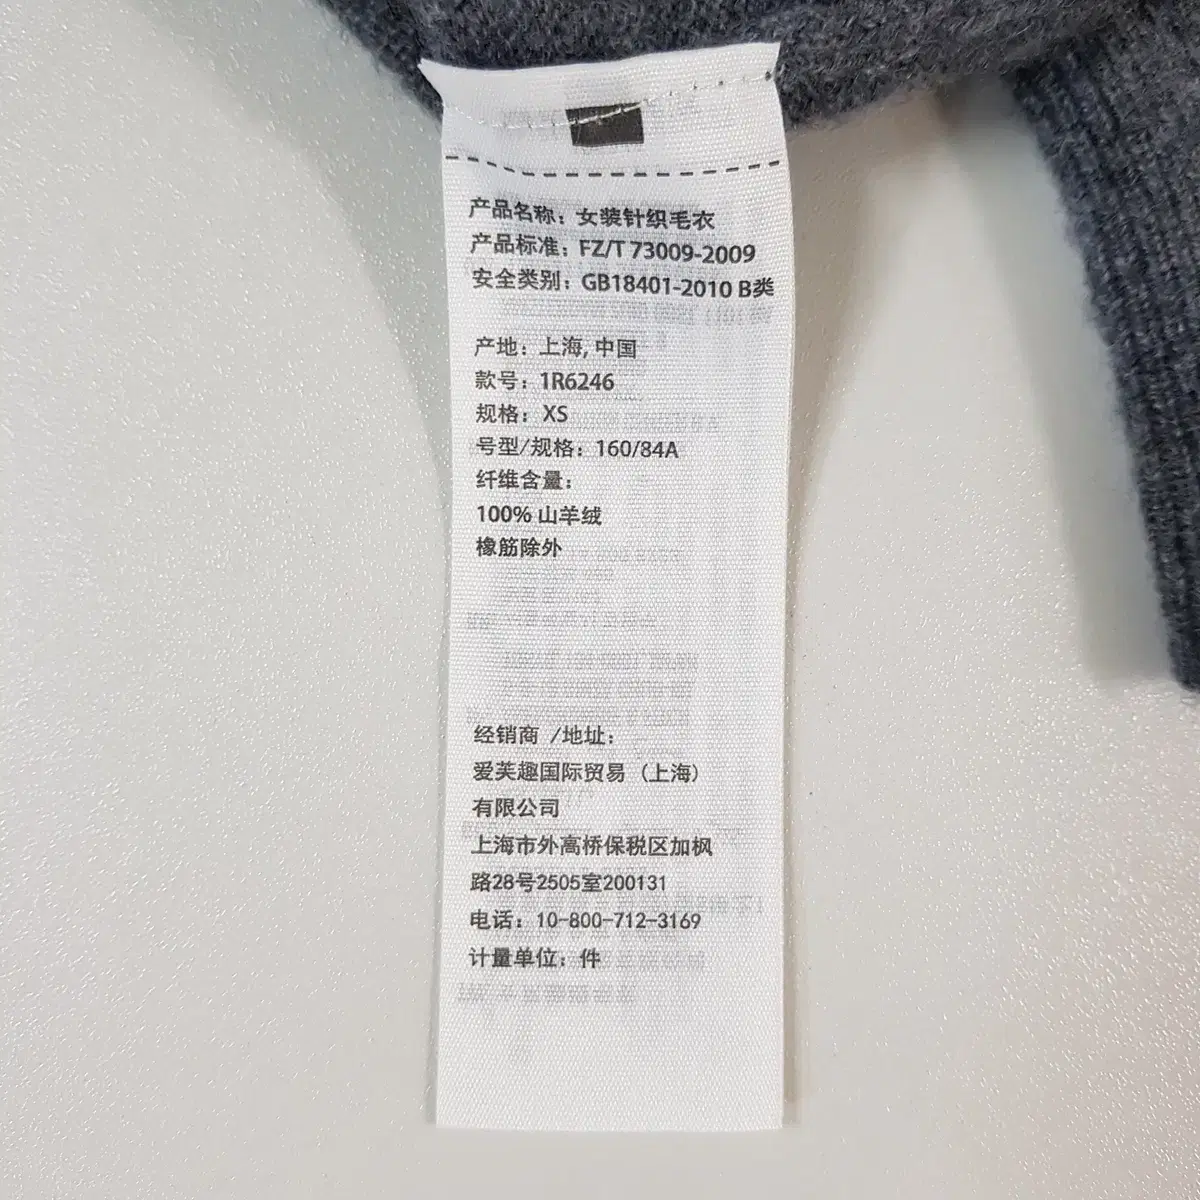 产品名称：女装针织毛衣
产品标准：FZ/T 73009-2009
安全类别：GB18401-2010 B类
产地：上海, 中国
款号：1R6246
规格：XS
号型/规格：160/84A
纤维含量：
100% 山羊绒
橡筋除外
经销商 /地址：
爱芙趣国际贸易（上海）
有限公司
上海市外高桥保税区加枫
路28号2505室200131
电话：10-800-712-3169
计量单位：件